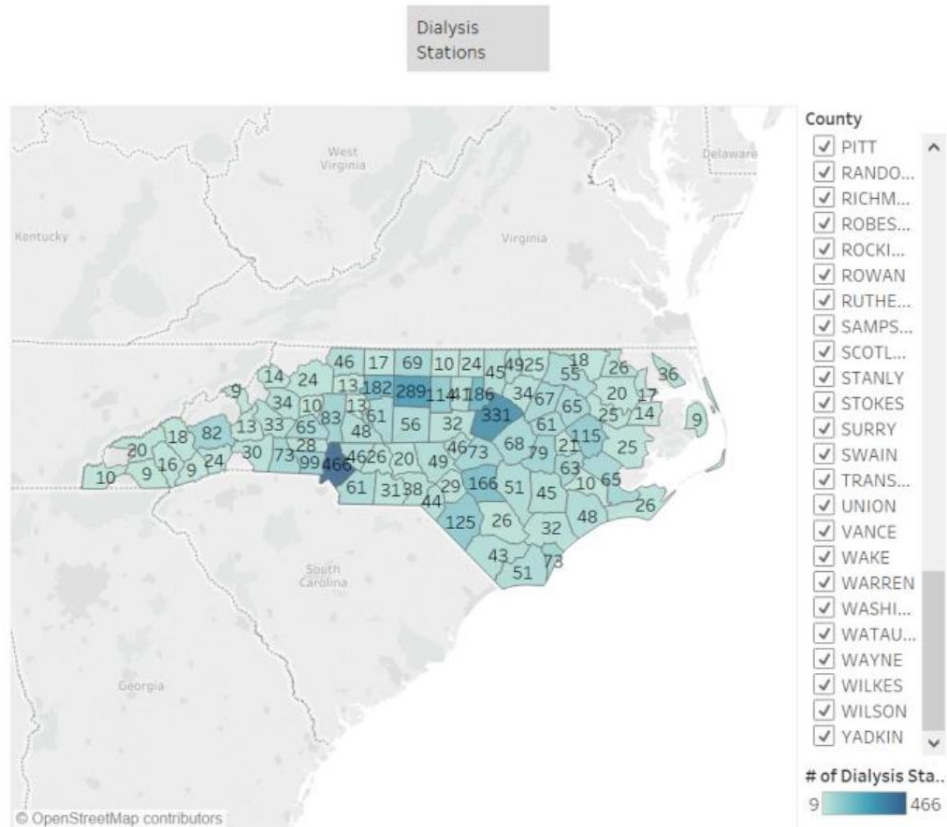 Dialysis
Stations
West
Virginia
Delaware
Kentucky
Virginia
46 17 69 10 24 45 49 25 55 18 26 36
14 24 13 182 289 114 41 186 34 67 65 20 17
9 34 10 83 13 61 56 32 331 61 25 14 9
18 82 13 33 65 48 46 73 68 79 21 115 25
20 30 73 28 99 466 46 26 20 49 63
10 9 16 9 24 61 31 38 44 29 166 51 45 10 65 26
125 26 32 48
43 51 73
South
Carolina
Georgia
© OpenStreetMap contributors
County
PITT
RANDO...
RICHM...
ROBES...
ROCKI...
ROWAN
RUTHE...
SAMPS...
SCOTL...
STANLY
STOKES
SURRY
SWAIN
TRANS...
UNION
VANCE
WAKE
WARREN
WASHI...
WATAU...
WAYNE
WILKES
WILSON
YADKIN
# of Dialysis Sta..
9 466